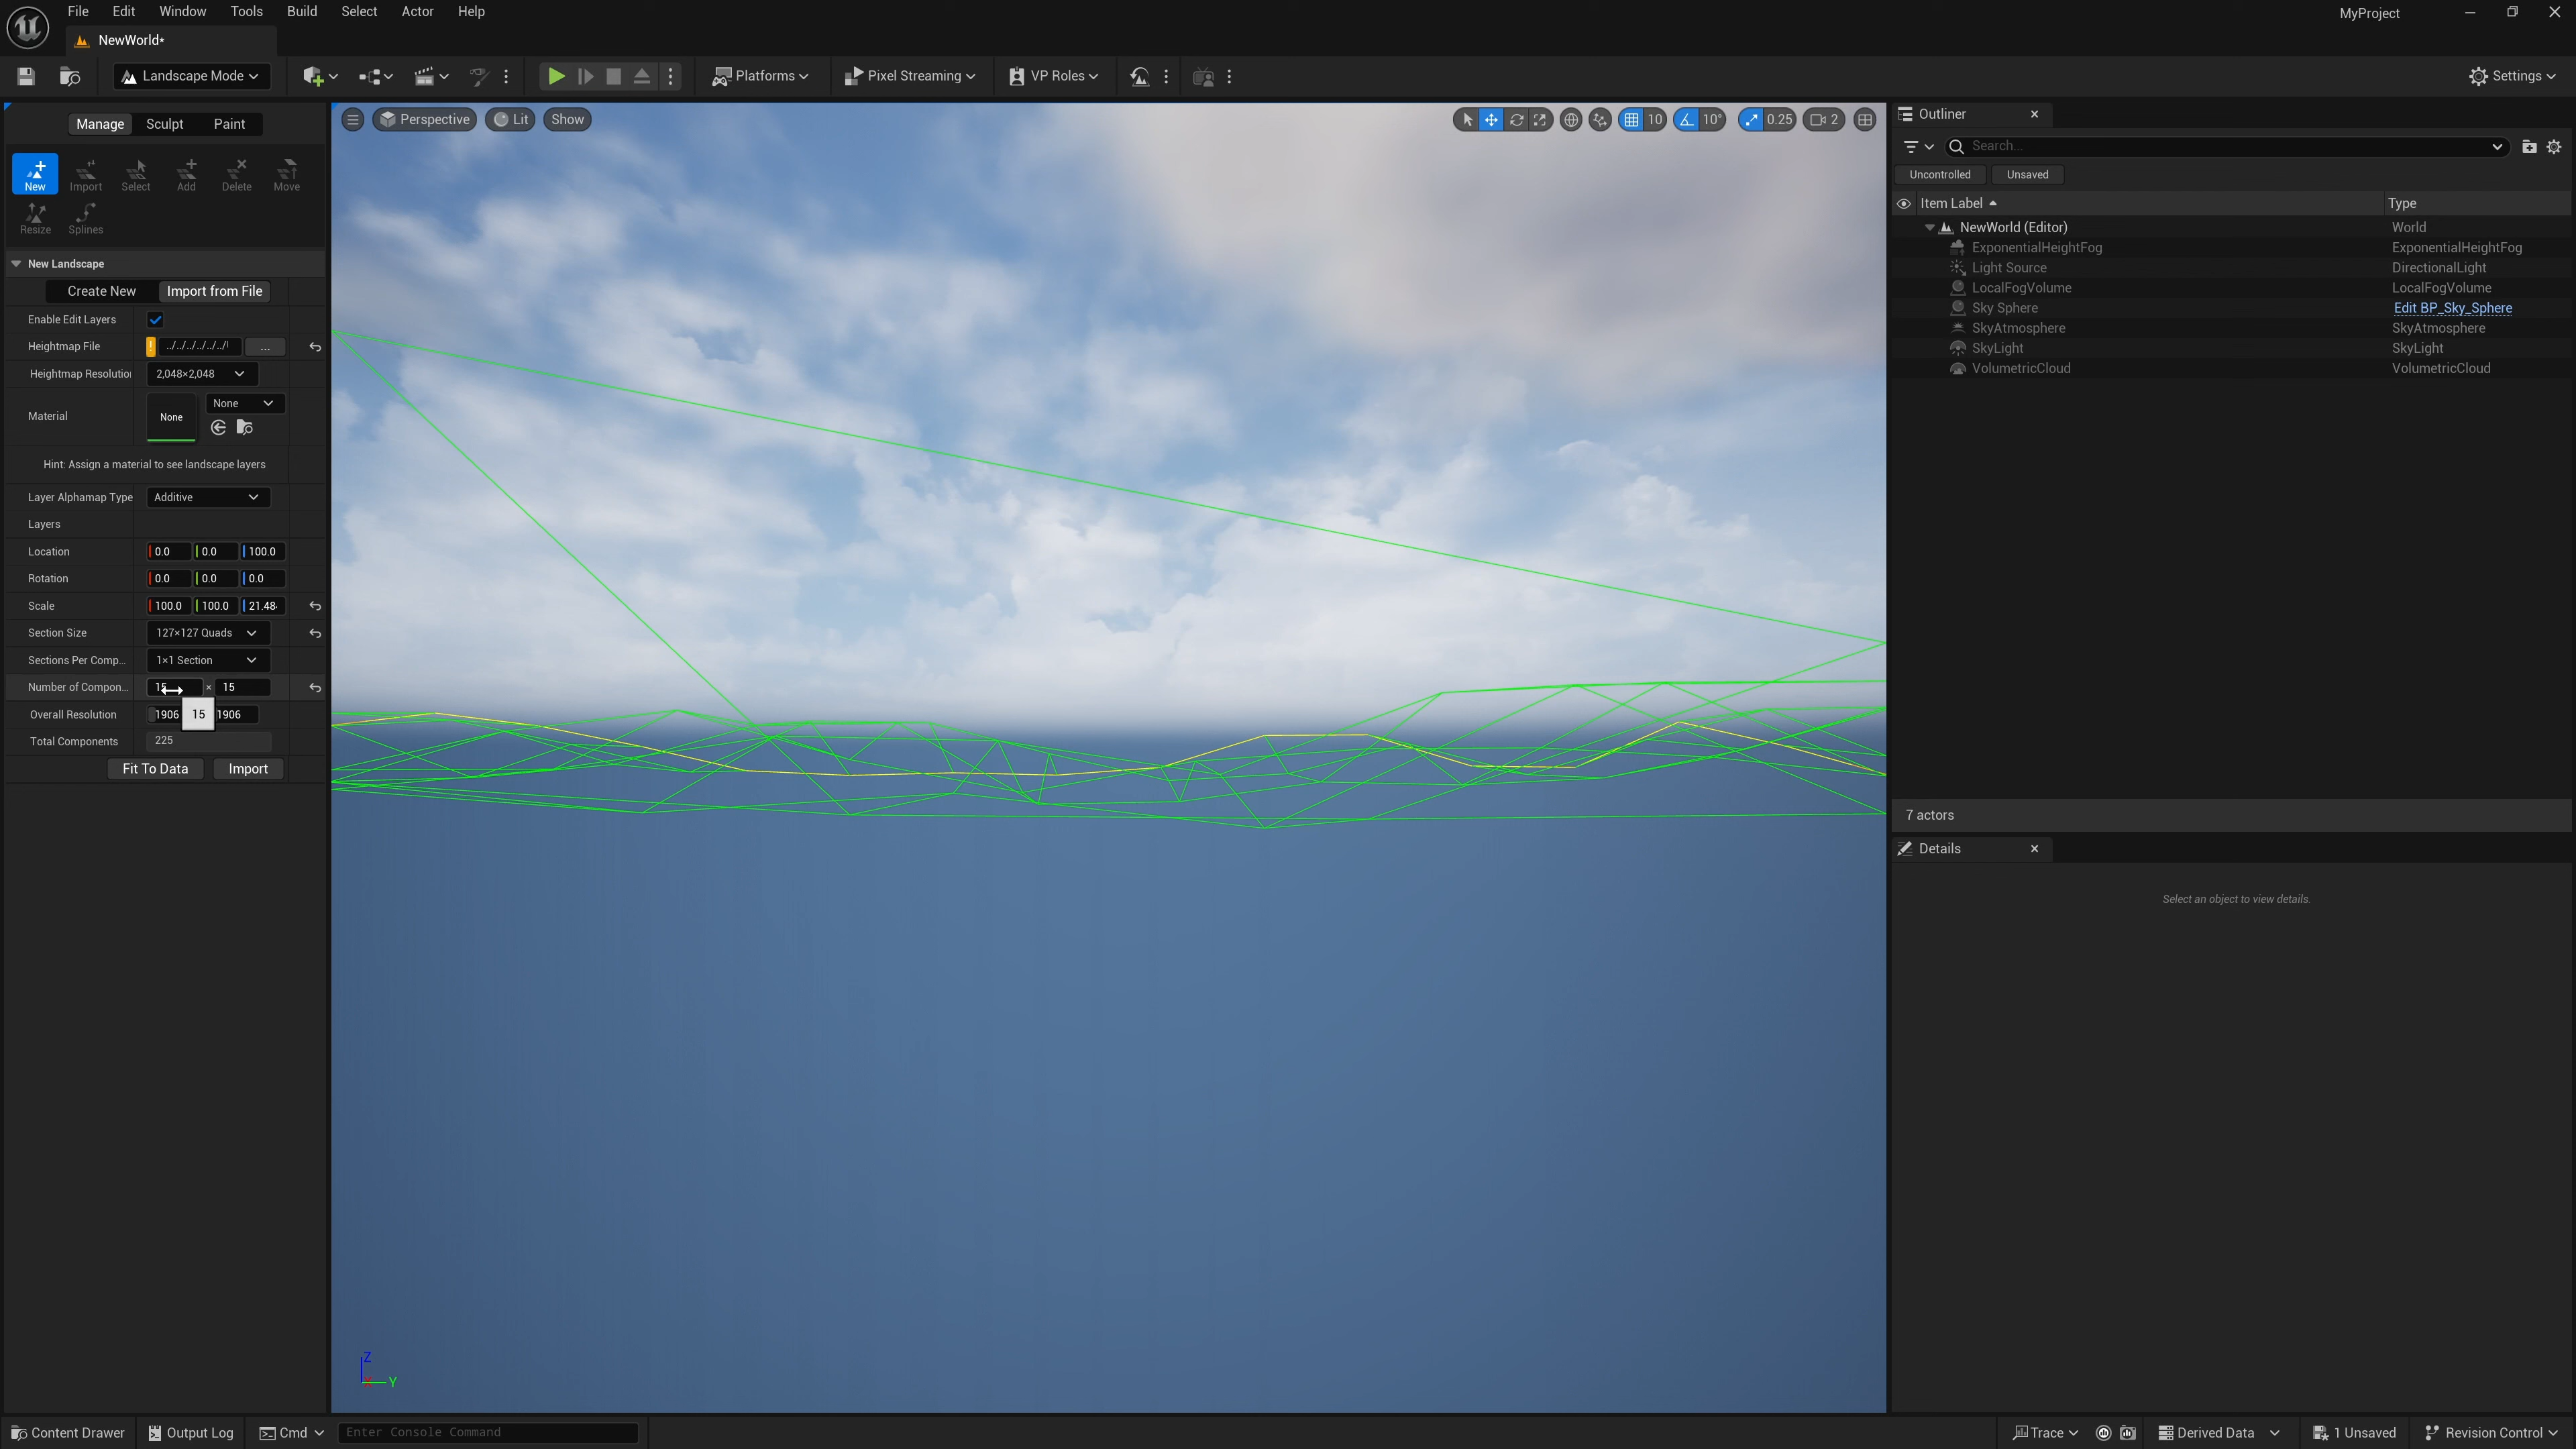 File Edit Window Tools Build Select Actor Help
MyProject
NewWorld*
Landscape Mode
Platforms
Pixel Streaming
VP Roles
Settings
Manage Sculpt Paint
New Import Select Add Delete Move
Resize Splines
New Landscape
Create New Import from File
Enable Edit Layers
Heightmap File ../../../../../../! ...
Heightmap Resolutio 2,048×2,048
Material None None
Hint: Assign a material to see landscape layers
Layer Alphamap Type Additive
Layers
Location 0.0 0.0 100.0
Rotation 0.0 0.0 0.0
Scale 100.0 100.0 21.48
Section Size 127×127 Quads
Sections Per Comp... 1×1 Section
Number of Compon... 15 × 15
Overall Resolution 1906 1906
15
Total Components 225
Fit To Data Import
Perspective Lit Show
10 10° 0.25 2
Z
X
Y
Outliner
Search...
Uncontrolled Unsaved
Item Label Type
NewWorld (Editor) World
ExponentialHeightFog ExponentialHeightFog
Light Source DirectionalLight
LocalFogVolume LocalFogVolume
Sky Sphere Edit BP_Sky_Sphere
SkyAtmosphere SkyAtmosphere
SkyLight SkyLight
VolumetricCloud VolumetricCloud
7 actors
Details
Select an object to view details.
Content Drawer Output Log Cmd Enter Console Command
Trace Derived Data 1 Unsaved Revision Control